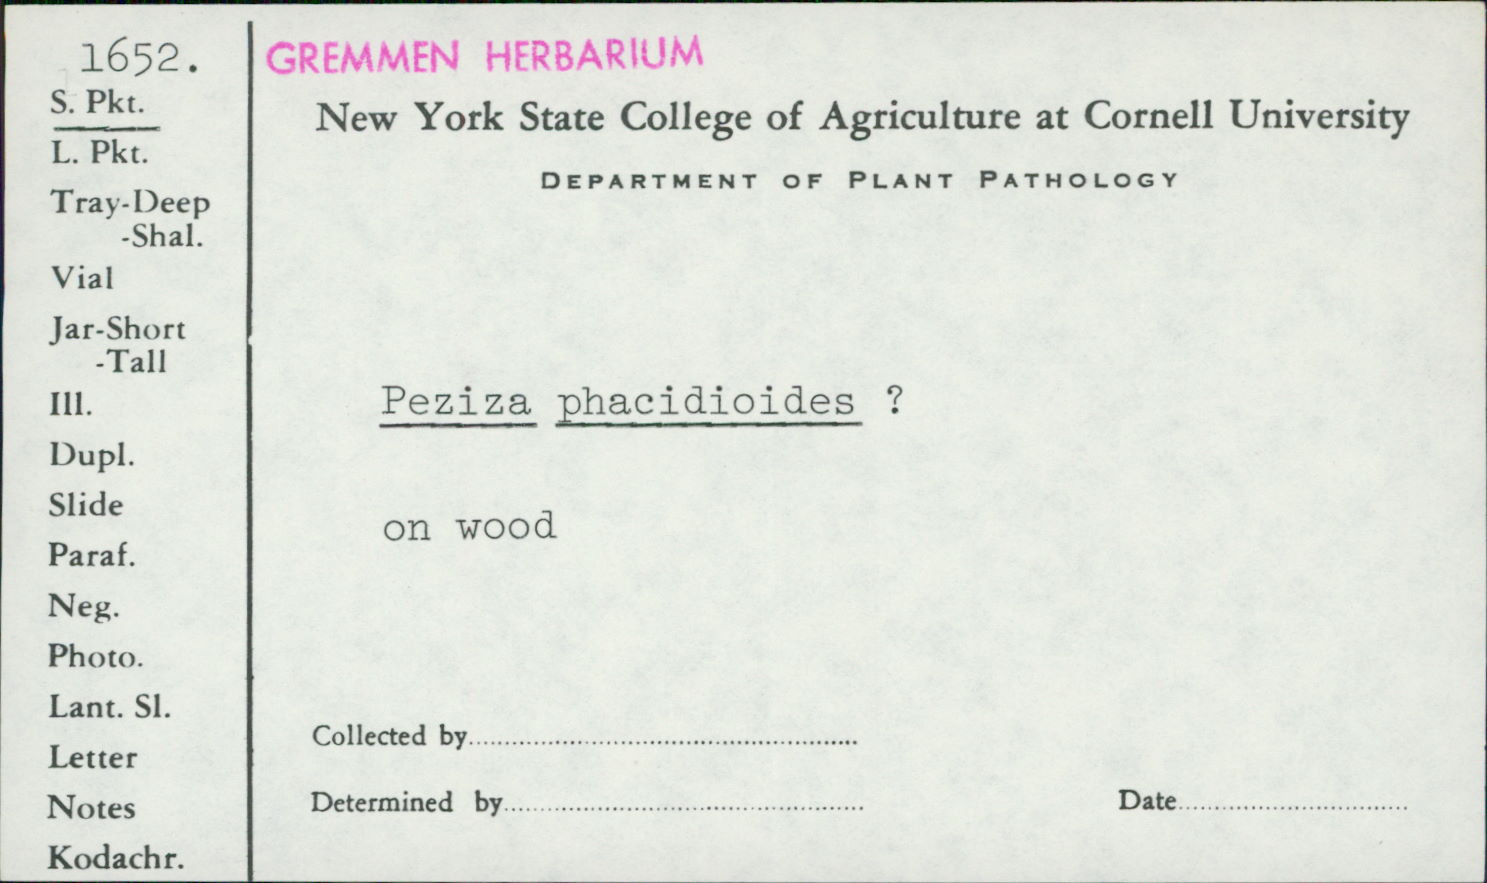 1652.
S. Pkt.
L. Pkt.
Tray-Deep
-Shal.
Vial
Jar-Short
-Tall
Ill.
Dupl.
Slide
Paraf.
Neg.
Photo.
Lant. Sl.
Letter
Notes
Kodachr.
GREMMEN HERBARIUM
New York State College of Agriculture at Cornell University
DEPARTMENT OF PLANT PATHOLOGY
Peziza phacidioides ?
on wood
Collected by
Determined by
Date